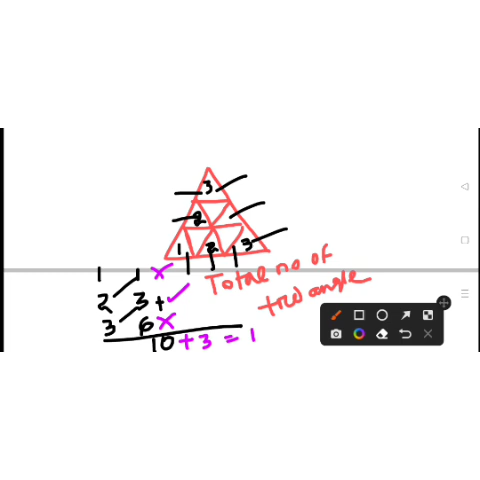 3
2
1 2 3
Total no of
triangle
1 1 ×
2 3 + ✓
3 6 ×
10 + 3 = 1